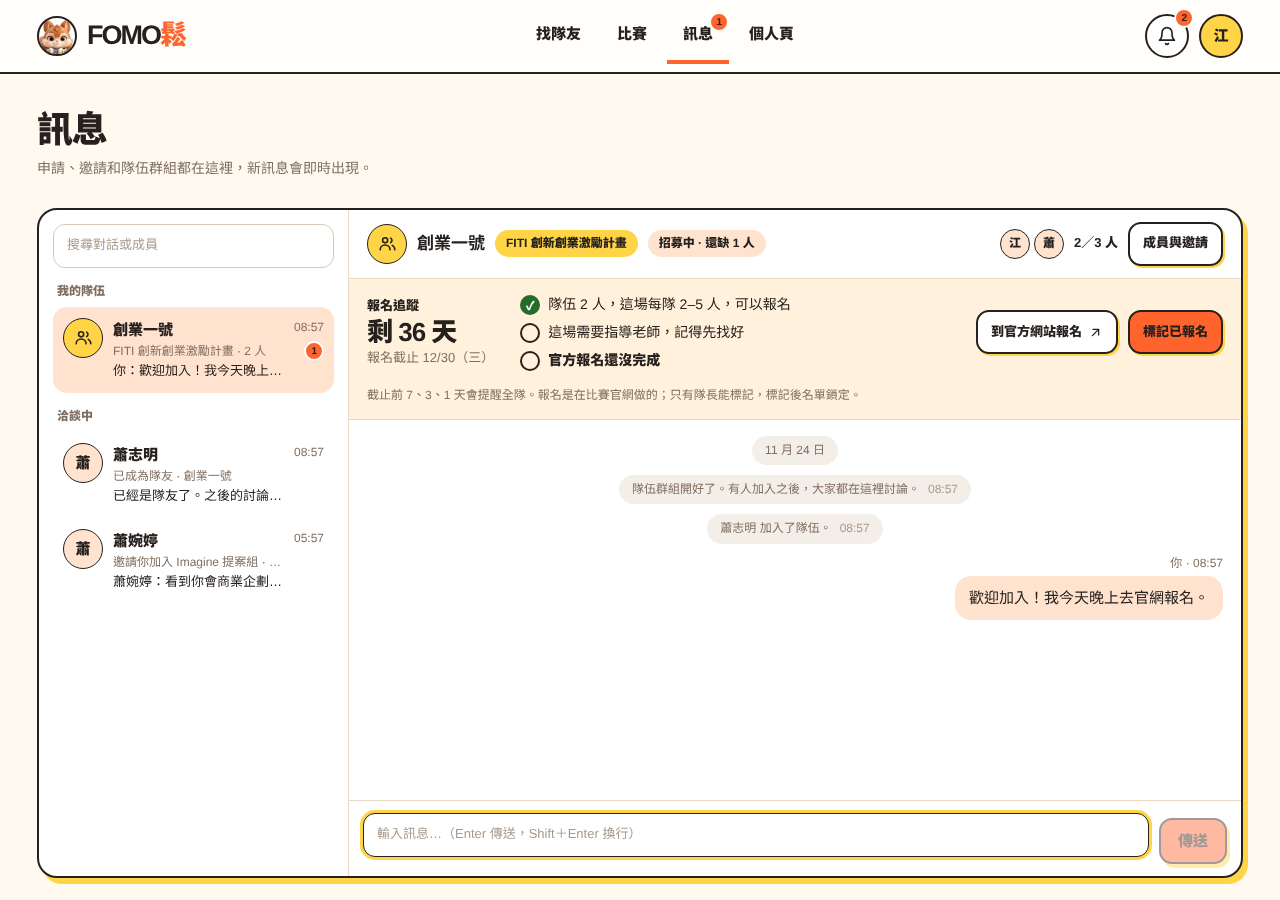 FOMO鬆
找隊友
比賽
訊息
1
個人頁
2
江
訊息
申請、邀請和隊伍群組都在這裡，新訊息會即時出現。
搜尋對話或成員
我的隊伍
創業一號
08:57
FITI 創新創業激勵計畫 · 2 人
1
你：歡迎加入！我今天晚上…
洽談中
蕭
蕭志明
08:57
已成為隊友 · 創業一號
已經是隊友了。之後的討論…
蕭
蕭婉婷
05:57
邀請你加入 Imagine 提案組 · …
蕭婉婷：看到你會商業企劃…
創業一號
FITI 創新創業激勵計畫
招募中 · 還缺 1 人
江
蕭
2／3 人
成員與邀請
報名追蹤
剩 36 天
報名截止 12/30（三）
隊伍 2 人，這場每隊 2–5 人，可以報名
這場需要指導老師，記得先找好
官方報名還沒完成
到官方網站報名
標記已報名
截止前 7、3、1 天會提醒全隊。報名是在比賽官網做的；只有隊長能標記，標記後名單鎖定。
11 月 24 日
隊伍群組開好了。有人加入之後，大家都在這裡討論。 08:57
蕭志明 加入了隊伍。 08:57
你 · 08:57
歡迎加入！我今天晚上去官網報名。
輸入訊息…（Enter 傳送，Shift＋Enter 換行）
傳送